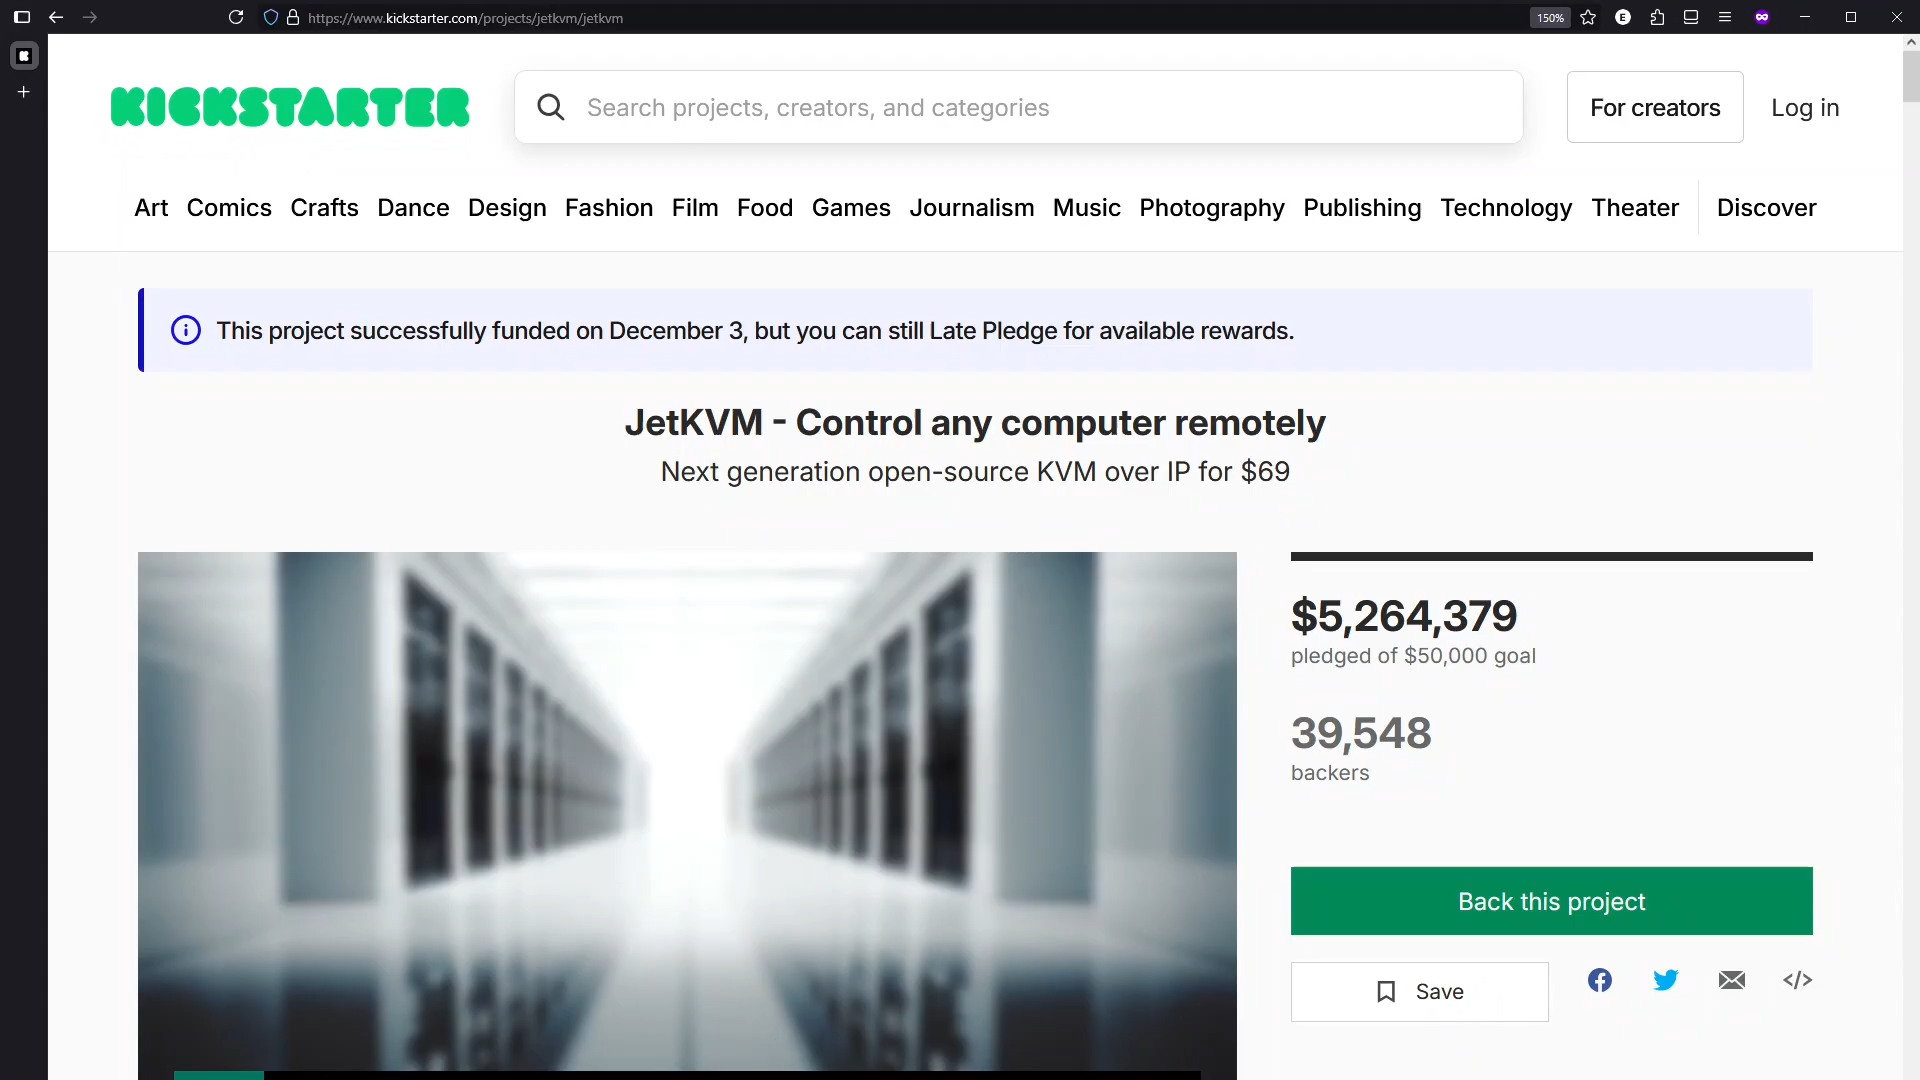 https://www.kickstarter.com/projects/jetkvm/jetkvm
150%
E
KICKSTARTER
Search projects, creators, and categories
For creators
Log in
Art Comics Crafts Dance Design Fashion Film Food Games Journalism Music Photography Publishing Technology Theater Discover
This project successfully funded on December 3, but you can still Late Pledge for available rewards.
JetKVM - Control any computer remotely
Next generation open-source KVM over IP for $69
$5,264,379
pledged of $50,000 goal
39,548
backers
Back this project
Save